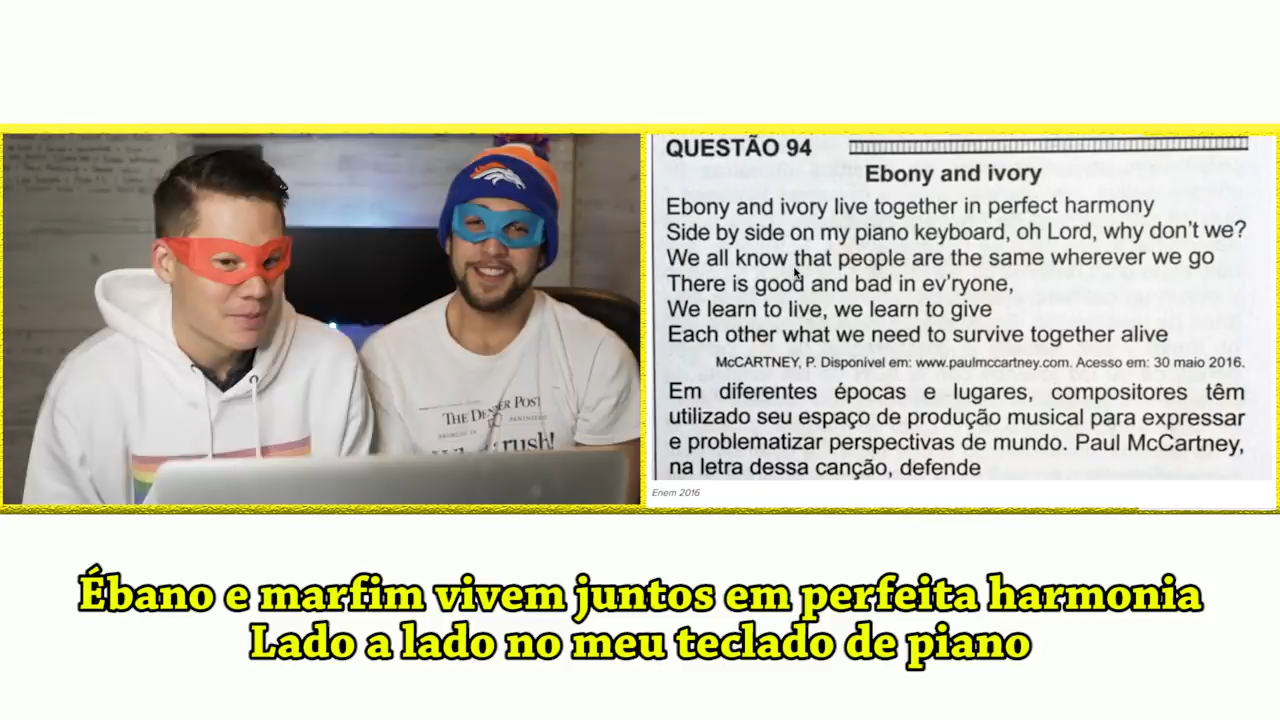 THE DENVER POST
QUESTÃO 94
Ebony and ivory
Ebony and ivory live together in perfect harmony
Side by side on my piano keyboard, oh Lord, why don't we?
We all know that people are the same wherever we go
There is good and bad in ev'ryone,
We learn to live, we learn to give
Each other what we need to survive together alive
McCARTNEY, P. Disponível em: www.paulmccartney.com. Acesso em: 30 maio 2016.
Em diferentes épocas e lugares, compositores têm
utilizado seu espaço de produção musical para expressar
e problematizar perspectivas de mundo. Paul McCartney,
na letra dessa canção, defende
Enem 2016
Ébano e marfim vivem juntos em perfeita harmonia
Lado a lado no meu teclado de piano